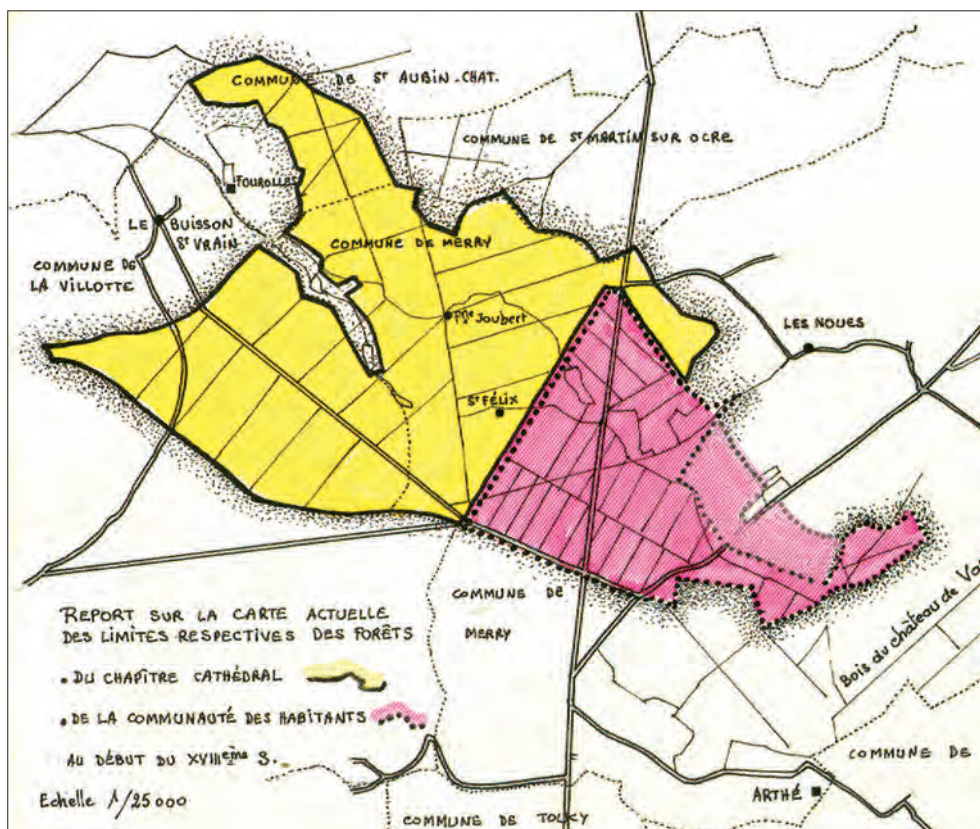 COMMUNE DE ST AUBIN-CHAT.
COMMUNE DE ST MARTIN SUR OCRE
FOUROLLES
LE BUISSON
ST VRAIN
COMMUNE DE MERRY
COMMUNE DE
LA VILLOTTE
Fne Joubert
LES NOUES
ST FÉLIX
COMMUNE DE
MERRY
Bois du château de Val
REPORT SUR LA CARTE ACTUELLE
DES LIMITES RESPECTIVES DES FORÊTS
• DU CHAPITRE CATHÉDRAL
• DE LA COMMUNAUTÉ DES HABITANTS
AU DÉBUT DU XVIIIème S.
Echelle 1/25000
COMMUNE DE
ARTHÉ
COMMUNE DE TOUCY